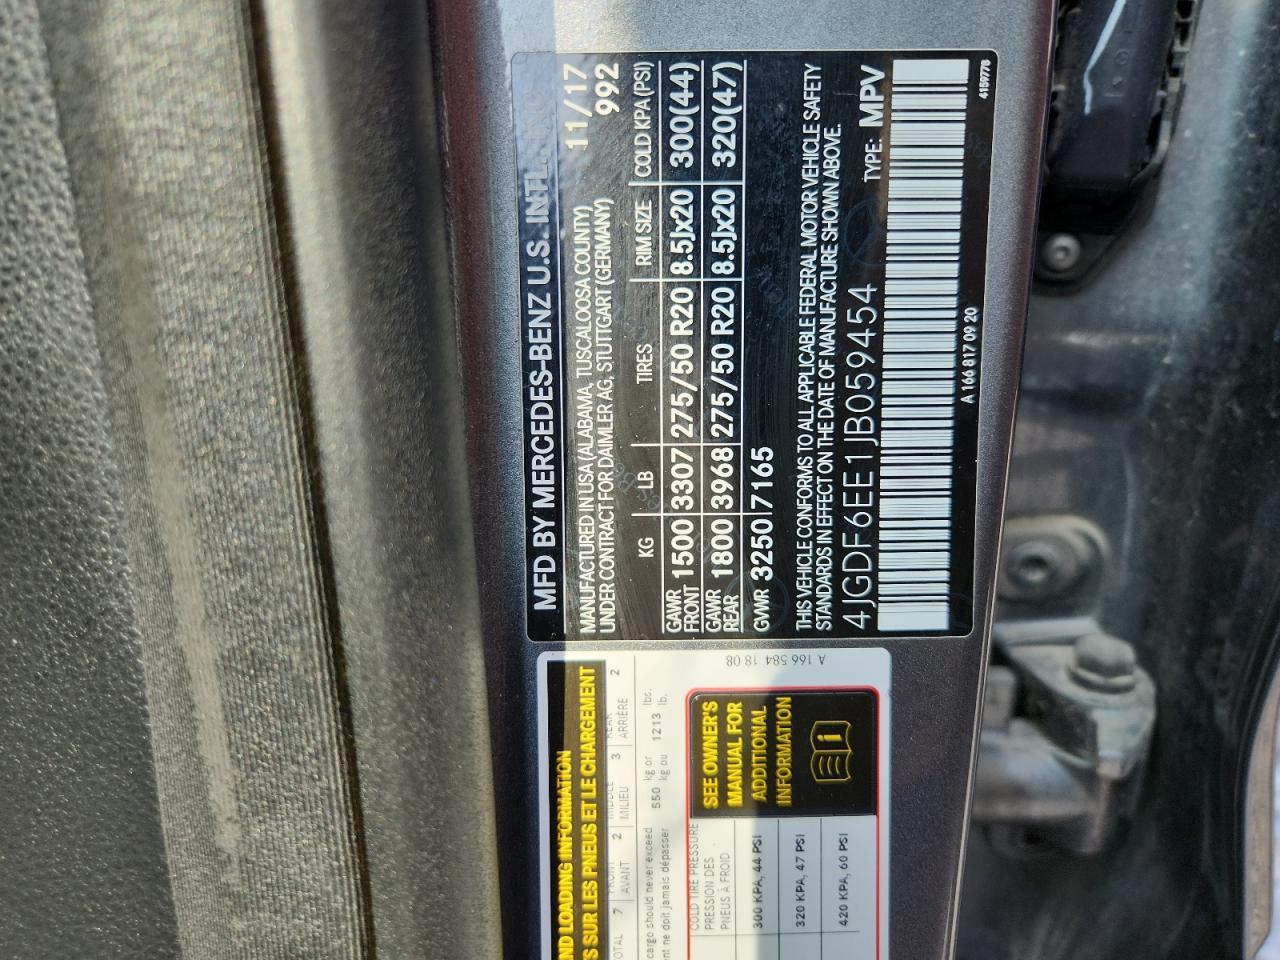 MFD BY MERCEDES-BENZ U.S. INTL.
11/17
MANUFACTURED IN USA (ALABAMA, TUSCALOOSA COUNTY)
992
UNDER CONTRACT FOR DAIMLER AG, STUTTGART (GERMANY)
KG LB TIRES RIM SIZE COLD KPA (PSI)
GAWR FRONT 1500 3307 275/50 R20 8.5Jx20 300(44)
GAWR REAR 1800 3968 275/50 R20 8.5Jx20 320(47)
GVWR 3250 7165
THIS VEHICLE CONFORMS TO ALL APPLICABLE FEDERAL MOTOR VEHICLE SAFETY
STANDARDS IN EFFECT ON THE DATE OF MANUFACTURE SHOWN ABOVE.
4JGDF6EE1JB059454 TYPE: MPV
A 166 817 09 20
4159778
A 166 584 18 08
ND LOADING INFORMATION
S SUR LES PNEUS ET LE CHARGEMENT
OTAL 7 FRONT 2 MIDDLE 3 REAR 2
AVANT MILIEU ARRIÈRE
cargo should never exceed 550 kg or 1213 lbs.
nt ne doit jamais dépasser kg ou lb.
COLD TIRE PRESSURE
PRESSION DES
PNEUS À FROID
300 KPA, 44 PSI
320 KPA, 47 PSI
420 KPA, 60 PSI
SEE OWNER'S
MANUAL FOR
ADDITIONAL
INFORMATION